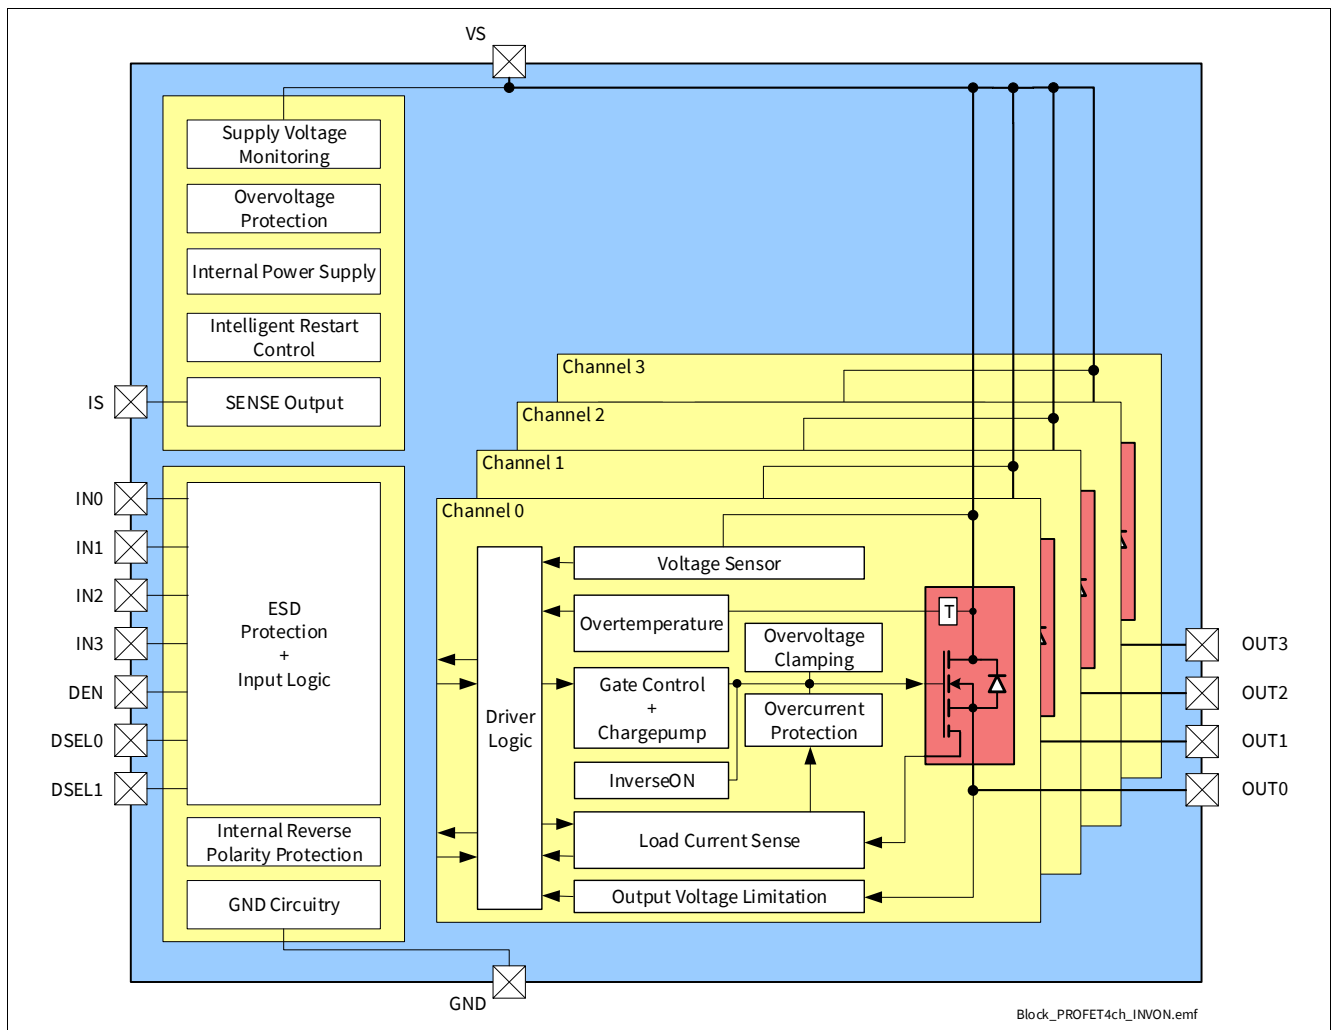 VS
Supply Voltage
Monitoring
Overvoltage
Protection
Internal Power Supply
Intelligent Restart
Control
IS
SENSE Output
Channel 3
Channel 2
Channel 1
Channel 0
IN0
IN1
IN2
IN3
DEN
DSEL0
DSEL1
ESD
Protection
+
Input Logic
Internal Reverse
Polarity Protection
GND Circuitry
Driver
Logic
Voltage Sensor
Overtemperature
T
Overvoltage
Clamping
Gate Control
+
Chargepump
Overcurrent
Protection
InverseON
Load Current Sense
Output Voltage Limitation
OUT3
OUT2
OUT1
OUT0
GND
Block_PROFET4ch_INVON.emf